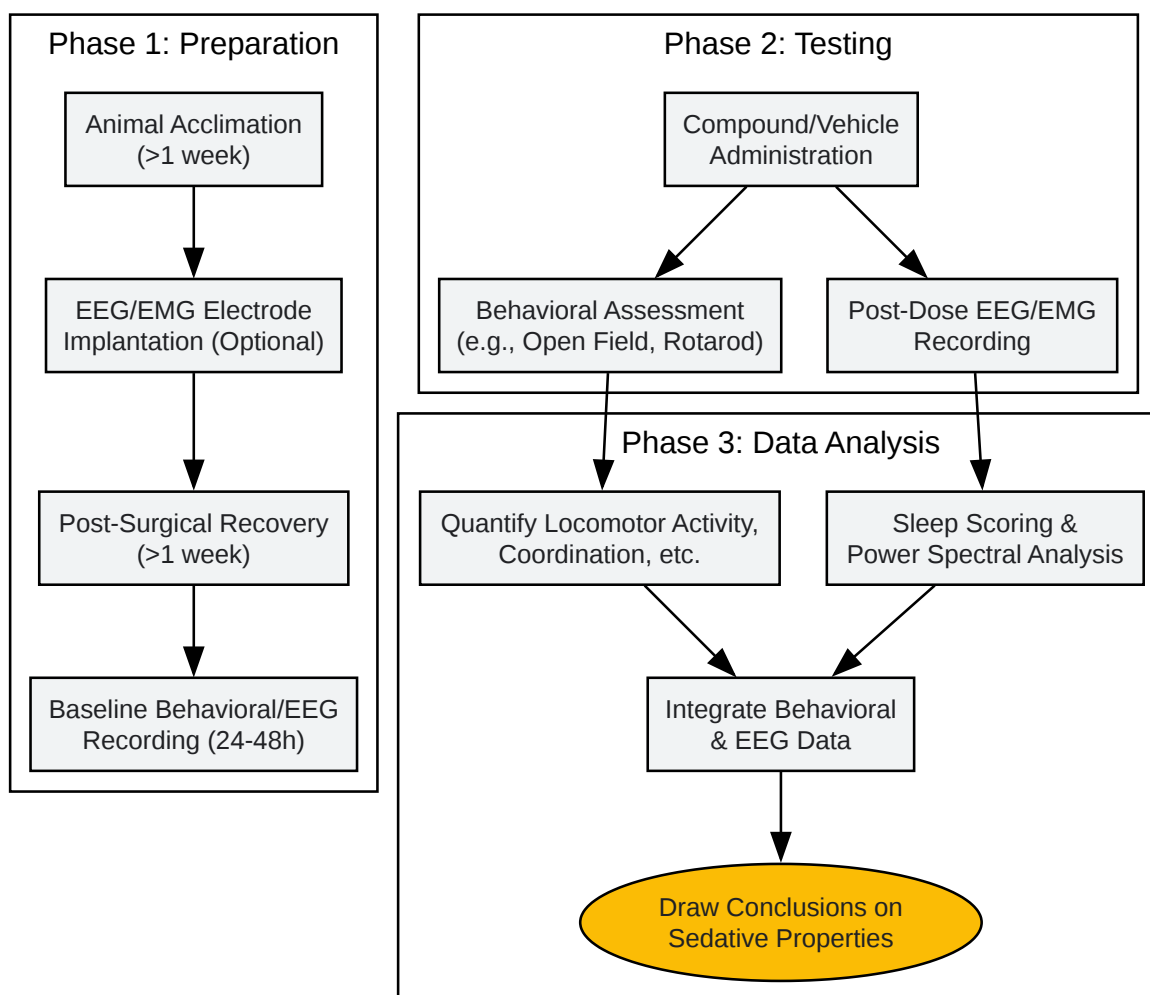 Phase 1: Preparation
Animal Acclimation
(>1 week)
EEG/EMG Electrode
Implantation (Optional)
Post-Surgical Recovery
(>1 week)
Baseline Behavioral/EEG
Recording (24-48h)
Phase 2: Testing
Compound/Vehicle
Administration
Behavioral Assessment
(e.g., Open Field, Rotarod)
Post-Dose EEG/EMG
Recording
Phase 3: Data Analysis
Quantify Locomotor Activity,
Coordination, etc.
Sleep Scoring &
Power Spectral Analysis
Integrate Behavioral
& EEG Data
Draw Conclusions on
Sedative Properties